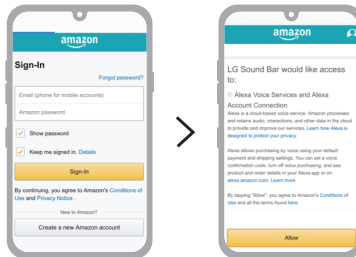 amazon
Sign-In
Forgot password?
Email (phone for mobile accounts)
Amazon password
Show password
Keep me signed in. Details
Sign-In
By continuing, you agree to Amazon's Conditions of
Use and Privacy Notice .
New to Amazon?
Create a new Amazon account
amazon
LG Sound Bar would like access
to:
Alexa Voice Services and Alexa
Account Connection
Alexa is a cloud-based voice service. Amazon processes
and retains audio, interactions, and other data in the cloud
to provide and improve our services. Learn how Alexa is
designed to protect your privacy.
Alexa allows purchasing by voice using your default
payment and shipping settings. You can set a voice
confirmation code, turn off voice purchasing, and see
product and order details in your Alexa app or on
alexa.amazon.com. Learn more
By tapping "Allow", you agree to Amazon's Conditions of
Use and all the terms found here.
Allow